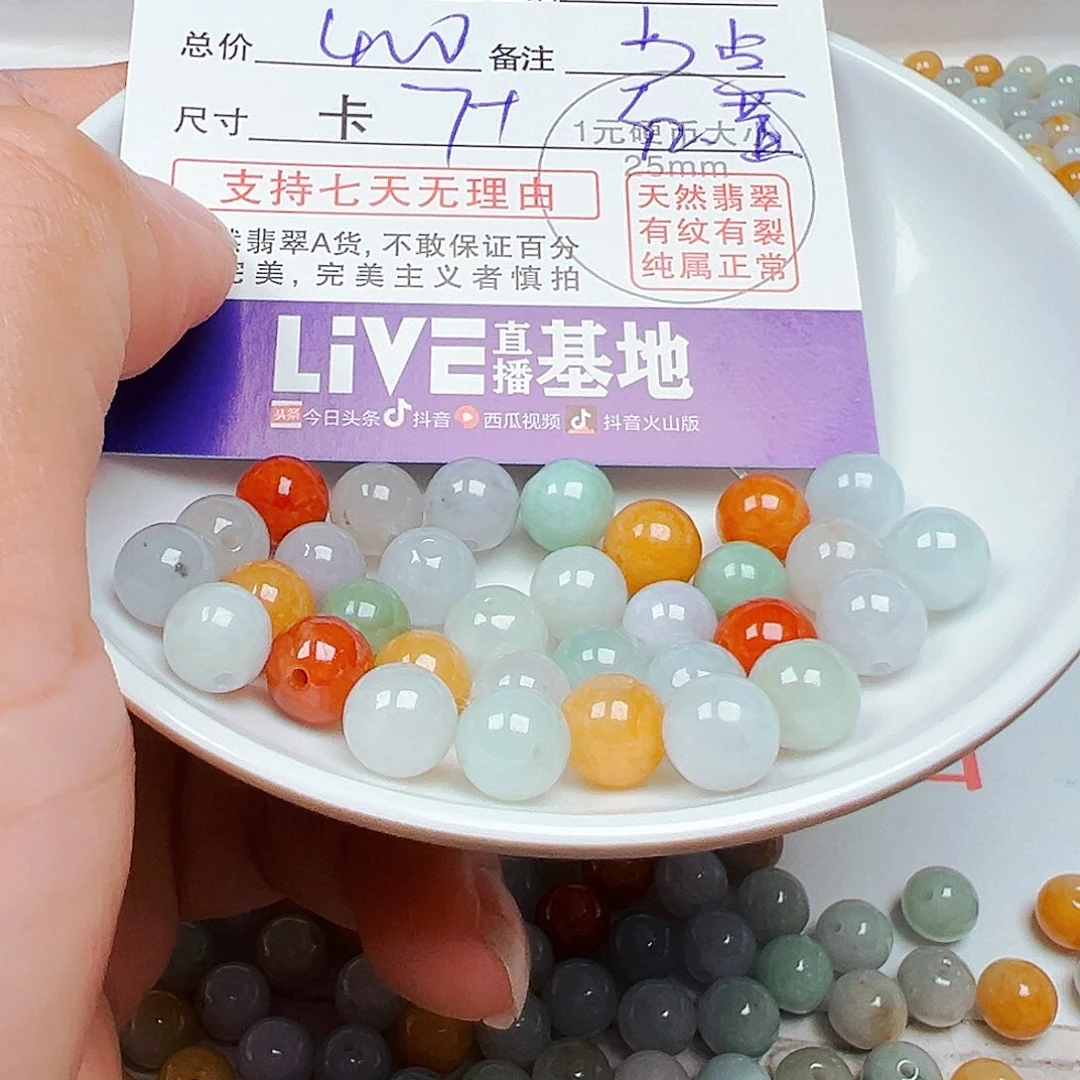 总价 400 备注
尺寸 卡 7+
1元硬币大小
25mm
支持七天无理由
天然翡翠
有纹有裂
纯属正常
然翡翠A货,不敢保证百分
完美,完美主义者慎拍
LiVE直播基地
头条 今日头条 抖音 西瓜视频 抖音火山版